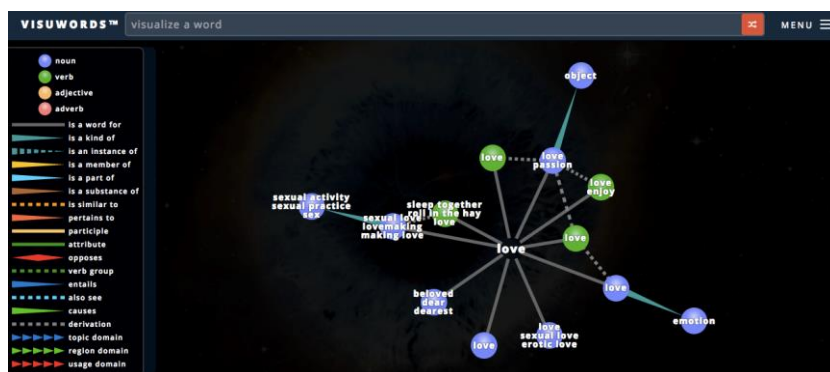 VISUWORDS™
visualize a word
MENU
noun
verb
adjective
adverb
is a word for
is a kind of
is an instance of
is a member of
is a part of
is a substance of
is similar to
pertains to
participle
attribute
opposes
verb group
entails
also see
causes
derivation
topic domain
region domain
usage domain
object
love
love
passion
love
enjoy
sexual activity
sexual practice
sex
sleep together
roll in the hay
love
sexual love
lovemaking
making love
love
love
beloved
dear
dearest
love
emotion
love
love
sexual love
erotic love